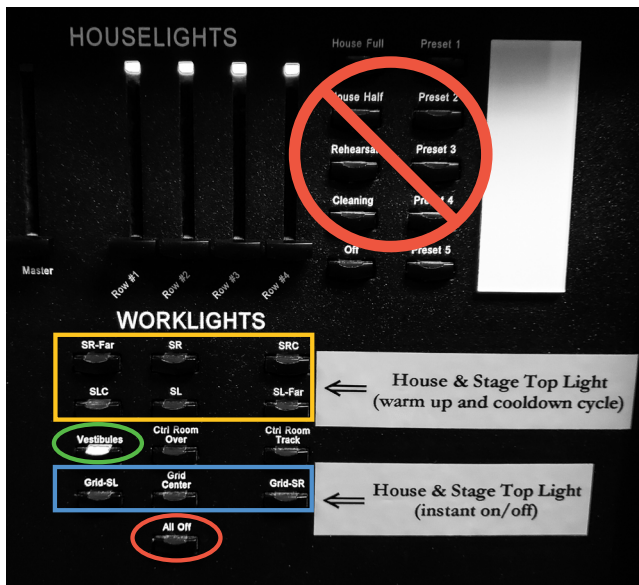 HOUSELIGHTS
House Full Preset 1
House Half Preset 2
Rehearsal Preset 3
Cleaning Preset 4
Off Preset 5
Master
Row #1 Row #2 Row #3 Row #4
WORKLIGHTS
SR-Far SR SRC
SLC SL SL-Far
House & Stage Top Light
(warm up and cooldown cycle)
Vestibules Ctrl Room Over Ctrl Room Track
Grid-SL Grid Center Grid-SR
House & Stage Top Light
(instant on/off)
All Off